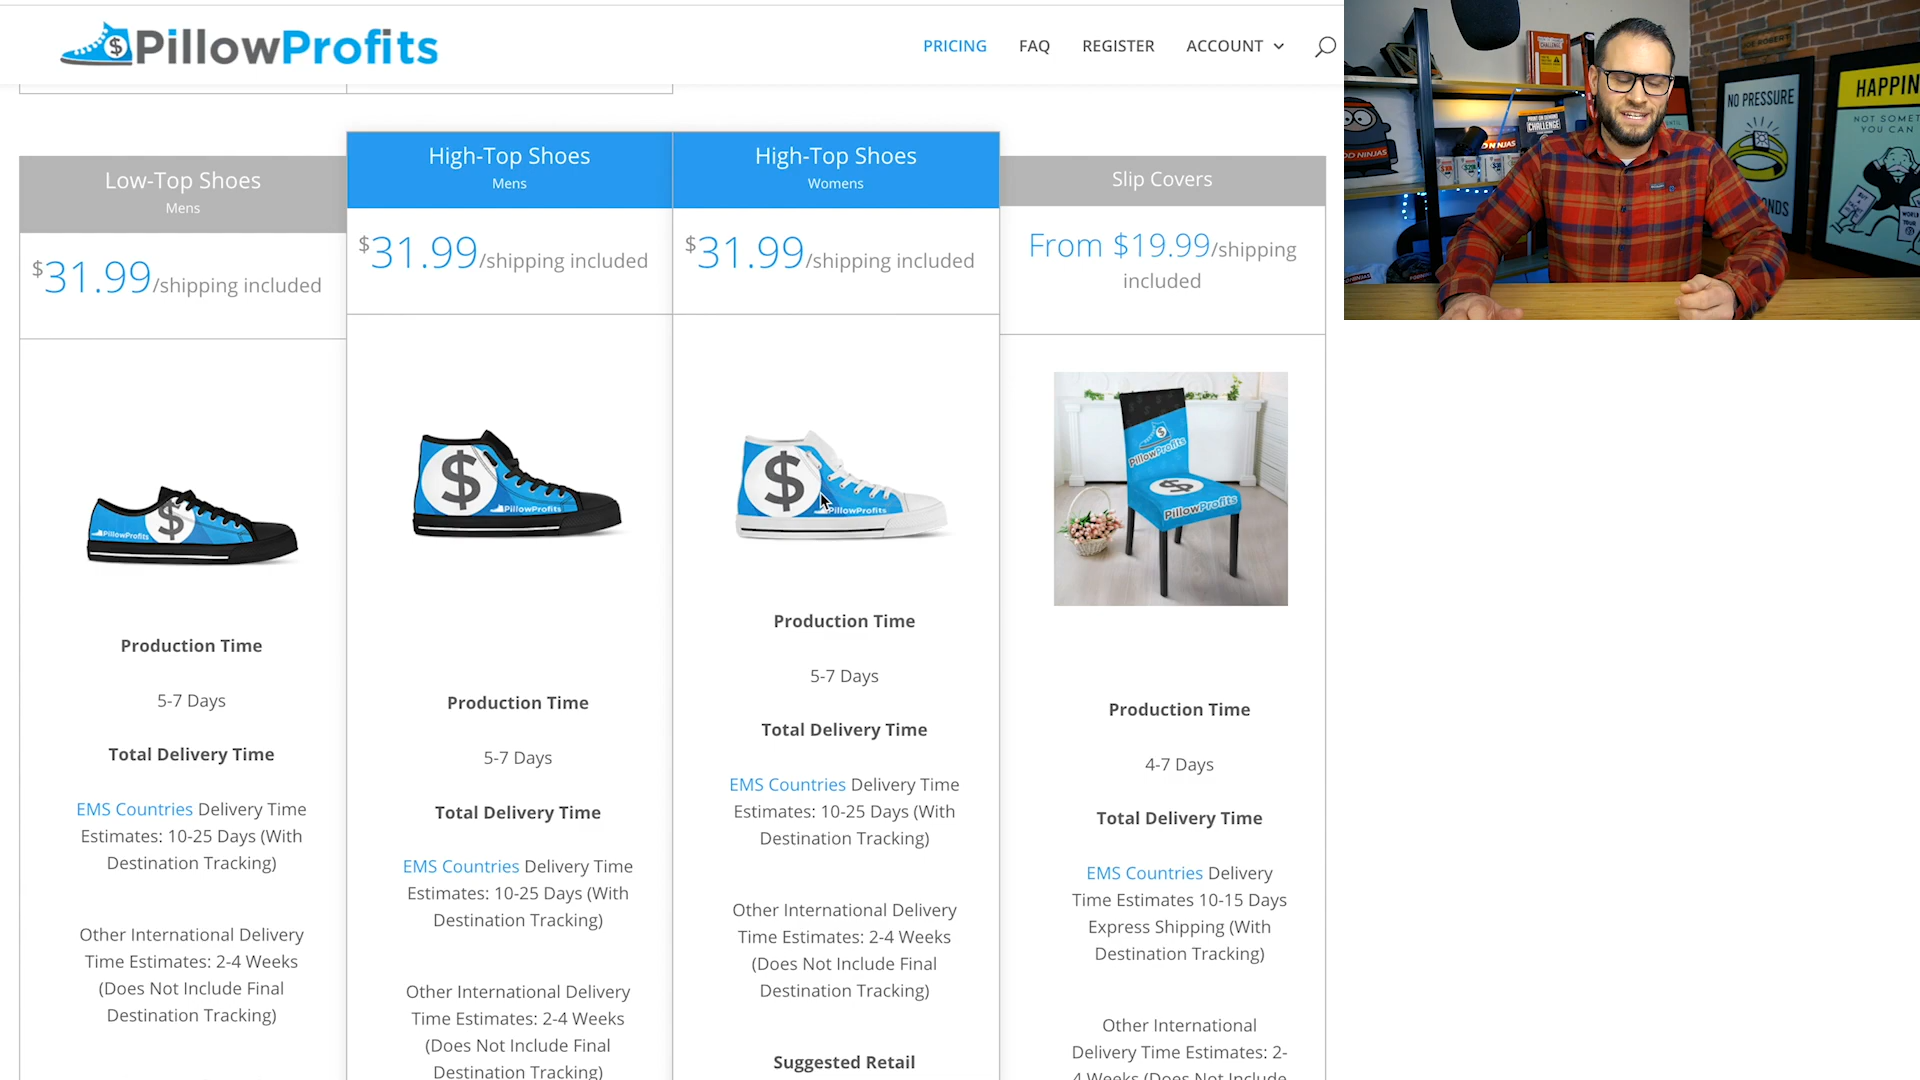 PillowProfits
PRICING
FAQ
REGISTER
ACCOUNT
Low-Top Shoes
Mens
$31.99/shipping included
PillowProfits
Production Time
5-7 Days
Total Delivery Time
EMS Countries Delivery Time
Estimates: 10-25 Days (With
Destination Tracking)
Other International Delivery
Time Estimates: 2-4 Weeks
(Does Not Include Final
Destination Tracking)
High-Top Shoes
Mens
$31.99/shipping included
PillowProfits
Production Time
5-7 Days
Total Delivery Time
EMS Countries Delivery Time
Estimates: 10-25 Days (With
Destination Tracking)
Other International Delivery
Time Estimates: 2-4 Weeks
(Does Not Include Final
Destination Tracking)
High-Top Shoes
Womens
$31.99/shipping included
PillowProfits
Production Time
5-7 Days
Total Delivery Time
EMS Countries Delivery Time
Estimates: 10-25 Days (With
Destination Tracking)
Other International Delivery
Time Estimates: 2-4 Weeks
(Does Not Include Final
Destination Tracking)
Suggested Retail
Slip Covers
From $19.99/shipping
included
PillowProfits
PillowProfits
Production Time
4-7 Days
Total Delivery Time
EMS Countries Delivery
Time Estimates 10-15 Days
Express Shipping (With
Destination Tracking)
Other International
Delivery Time Estimates: 2-
4 Weeks (Does Not Include
CHALLENGE
NO PRESSURE
HAPPIN
NOT SOMET
YOU CAN